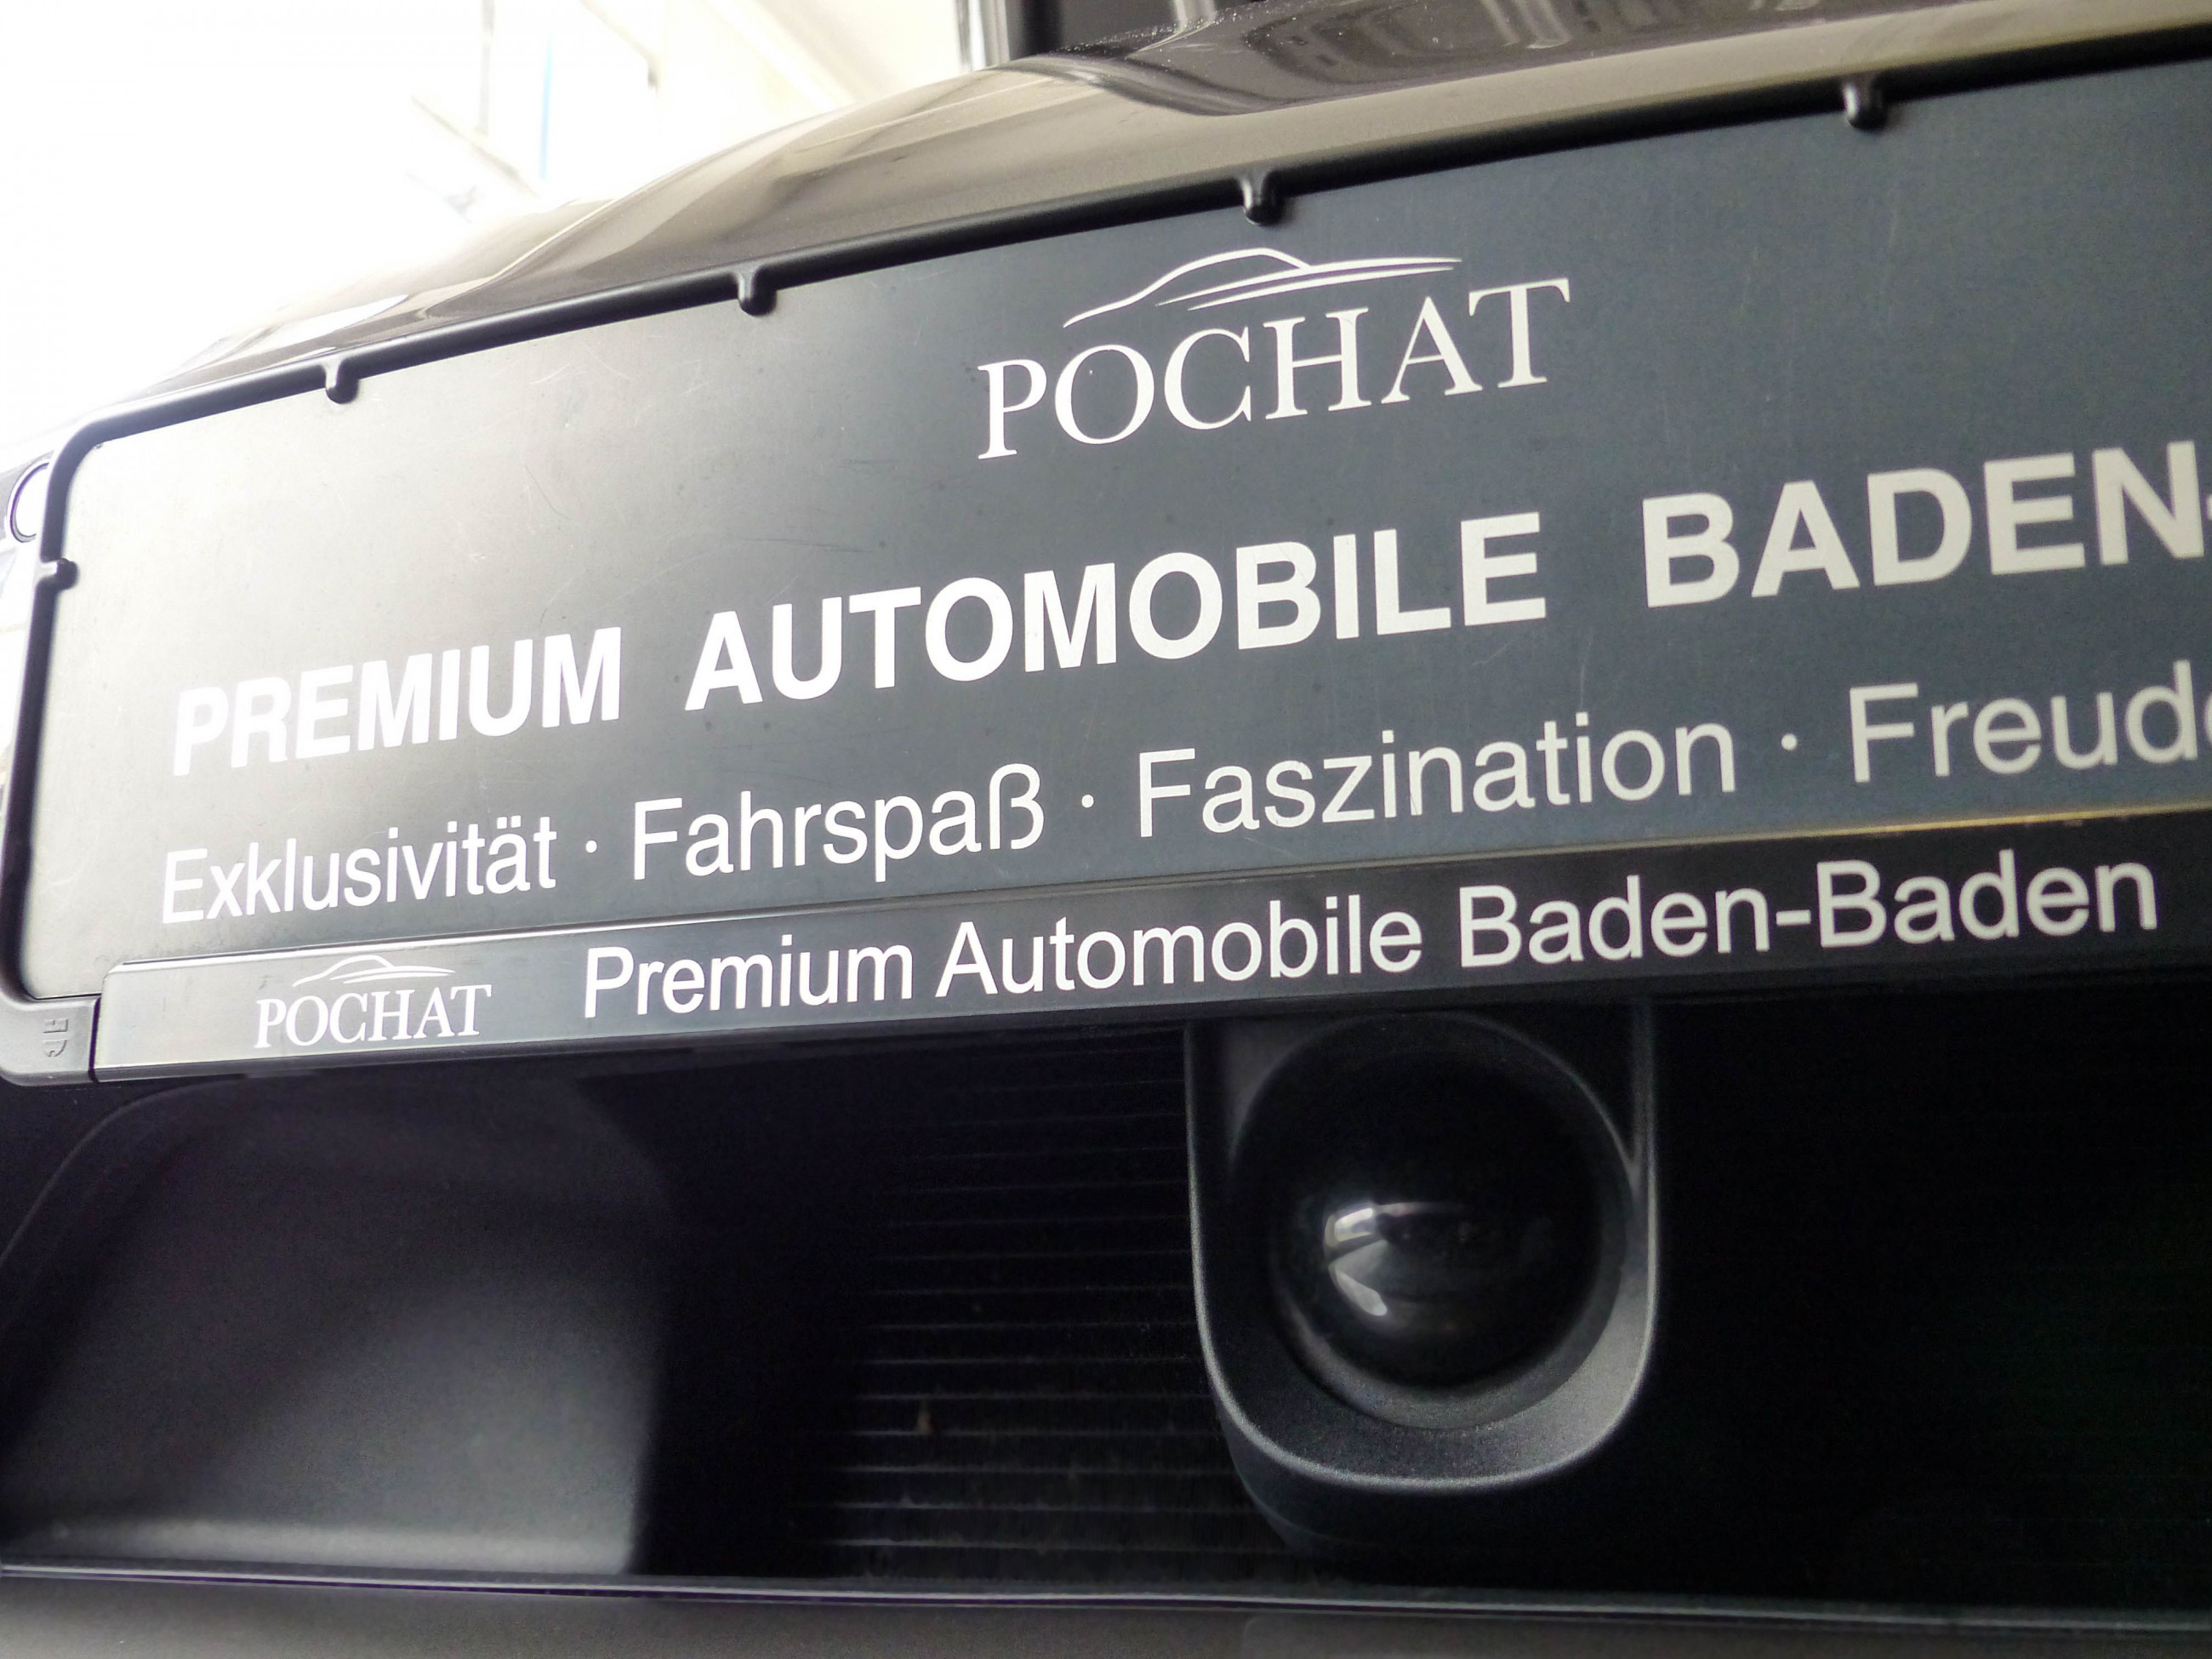 POCHAT
PREMIUM AUTOMOBILE BADEN-
Exklusivität · Fahrspaß · Faszination · Freude
POCHAT Premium Automobile Baden-Baden